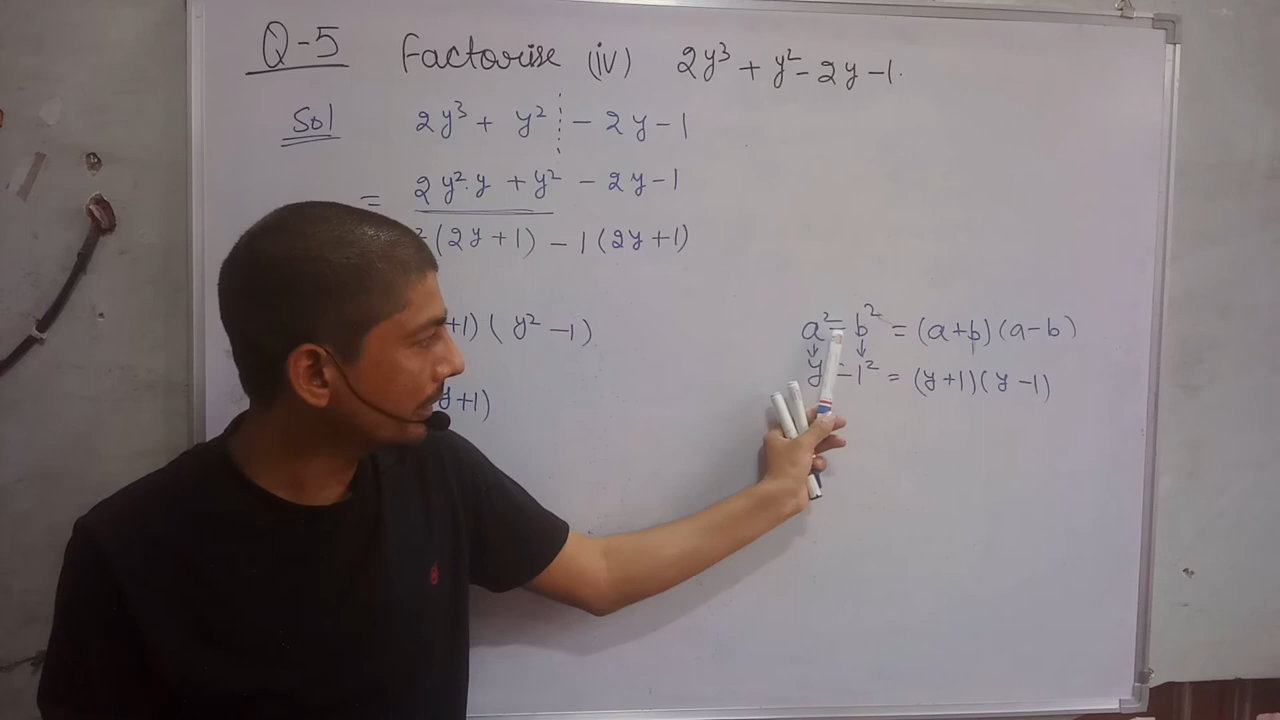 Q-5 Factorise (iv) 2y³ + y² - 2y - 1.
Sol 2y³ + y² - 2y - 1
= 2y².y + y² - 2y - 1
²(2y+1) - 1(2y+1)
+1)(y²-1)
a² - b² = (a+b)(a-b)
y - 1² = (y+1)(y-1)
y+1)